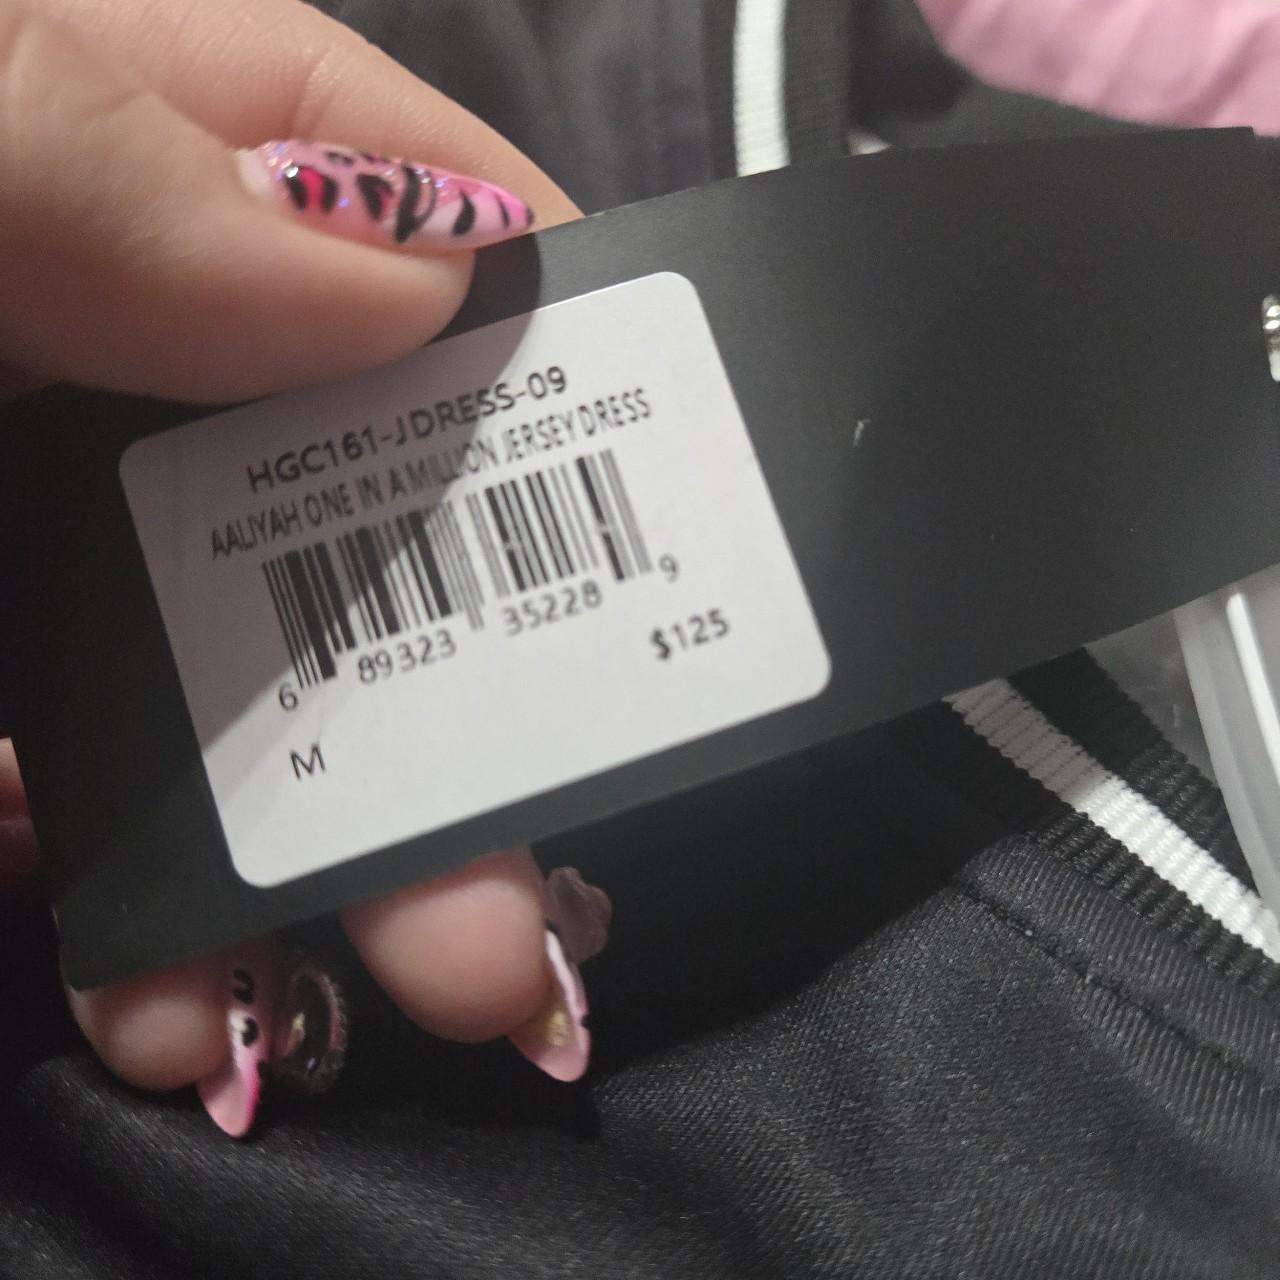 HGC161-JDRESS-09
AALIYAH ONE IN A MILLION JERSEY DRESS
6 89323 35228 9
$125
M